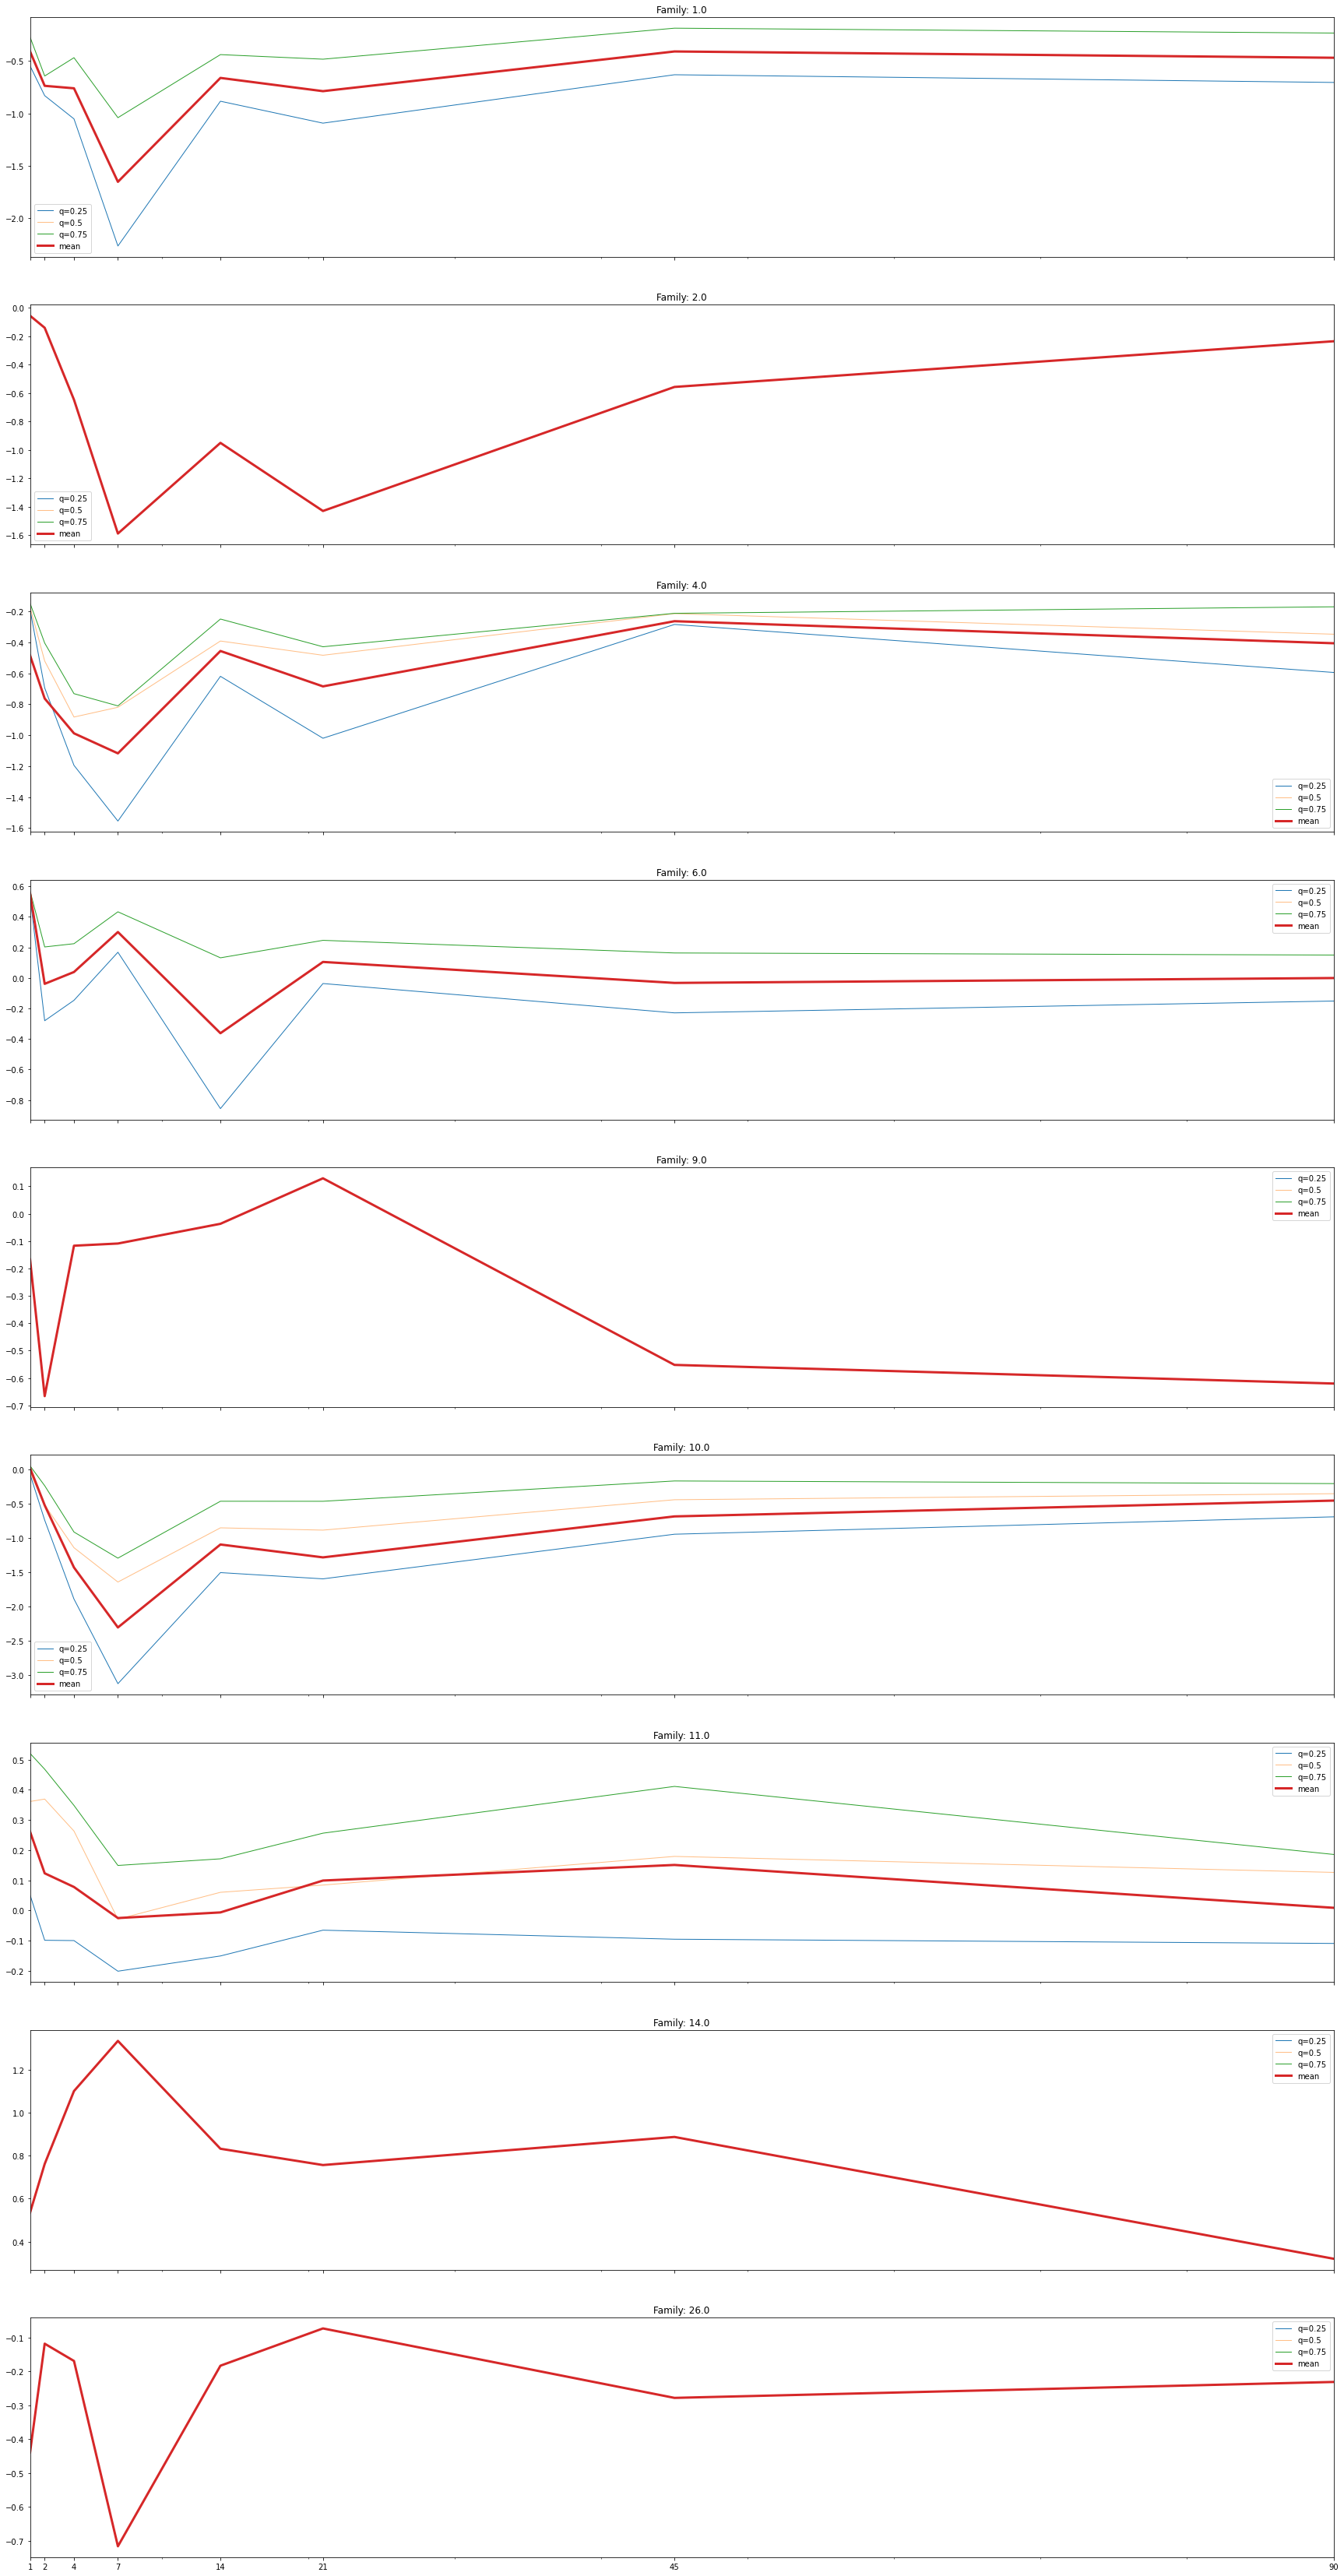 Family: 1.0
−0.5
−1.0
−1.5
−2.0
q=0.25
q=0.5
q=0.75
mean
Family: 2.0
0.0
−0.2
−0.4
−0.6
−0.8
−1.0
−1.2
−1.4
−1.6
q=0.25
q=0.5
q=0.75
mean
Family: 4.0
−0.2
−0.4
−0.6
−0.8
−1.0
−1.2
−1.4
−1.6
q=0.25
q=0.5
q=0.75
mean
Family: 6.0
0.6
0.4
0.2
0.0
−0.2
−0.4
−0.6
−0.8
q=0.25
q=0.5
q=0.75
mean
Family: 9.0
0.1
0.0
−0.1
−0.2
−0.3
−0.4
−0.5
−0.6
−0.7
q=0.25
q=0.5
q=0.75
mean
Family: 10.0
0.0
−0.5
−1.0
−1.5
−2.0
−2.5
−3.0
q=0.25
q=0.5
q=0.75
mean
Family: 11.0
0.5
0.4
0.3
0.2
0.1
0.0
−0.1
−0.2
q=0.25
q=0.5
q=0.75
mean
Family: 14.0
1.2
1.0
0.8
0.6
0.4
q=0.25
q=0.5
q=0.75
mean
Family: 26.0
−0.1
−0.2
−0.3
−0.4
−0.5
−0.6
−0.7
q=0.25
q=0.5
q=0.75
mean
1 2 4 7 14 21 45 90